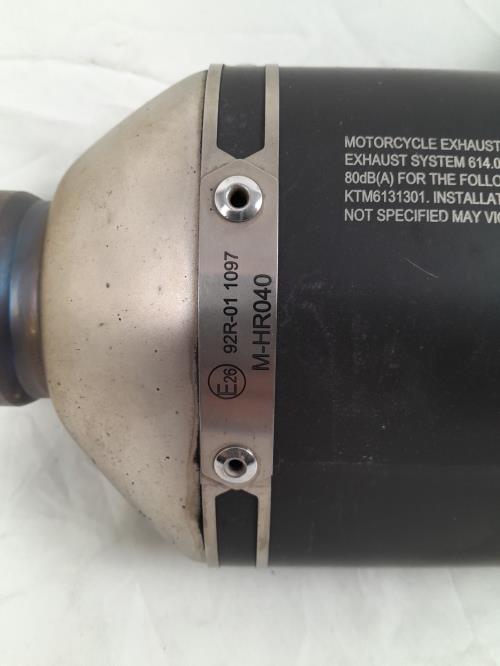 MOTORCYCLE EXHAUST
EXHAUST SYSTEM 614.0
80dB(A) FOR THE FOLLO
KTM6131301. INSTALLAT
NOT SPECIFIED MAY VIO
E26 92R-01 1097
M-HR040